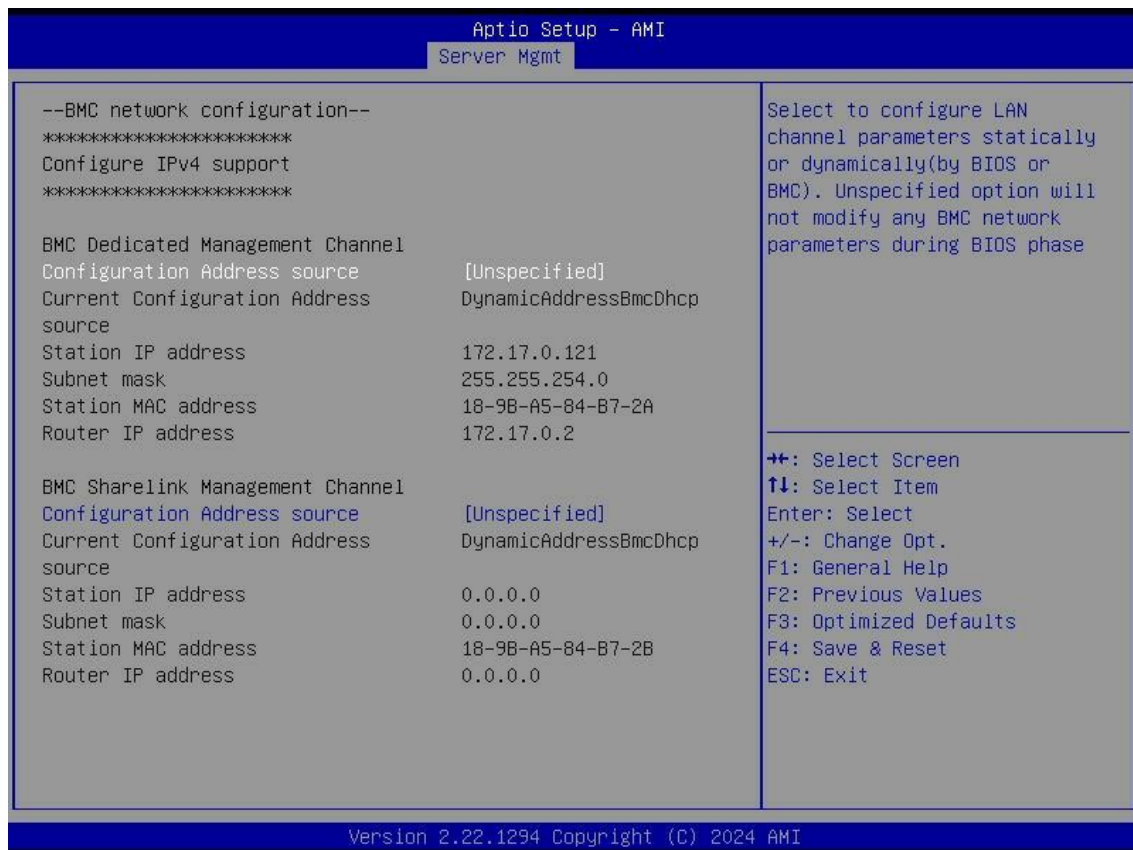 Aptio Setup - AMI
Server Mgmt
--BMC network configuration--
**********************
Configure IPv4 support
**********************
BMC Dedicated Management Channel
Configuration Address source [Unspecified]
Current Configuration Address DynamicAddressBmcDhcp
source
Station IP address 172.17.0.121
Subnet mask 255.255.254.0
Station MAC address 18-9B-A5-84-B7-2A
Router IP address 172.17.0.2
BMC Sharelink Management Channel
Configuration Address source [Unspecified]
Current Configuration Address DynamicAddressBmcDhcp
source
Station IP address 0.0.0.0
Subnet mask 0.0.0.0
Station MAC address 18-9B-A5-84-B7-2B
Router IP address 0.0.0.0
Select to configure LAN
channel parameters statically
or dynamically(by BIOS or
BMC). Unspecified option will
not modify any BMC network
parameters during BIOS phase
→←: Select Screen
↑↓: Select Item
Enter: Select
+/-: Change Opt.
F1: General Help
F2: Previous Values
F3: Optimized Defaults
F4: Save & Reset
ESC: Exit
Version 2.22.1294 Copyright (C) 2024 AMI